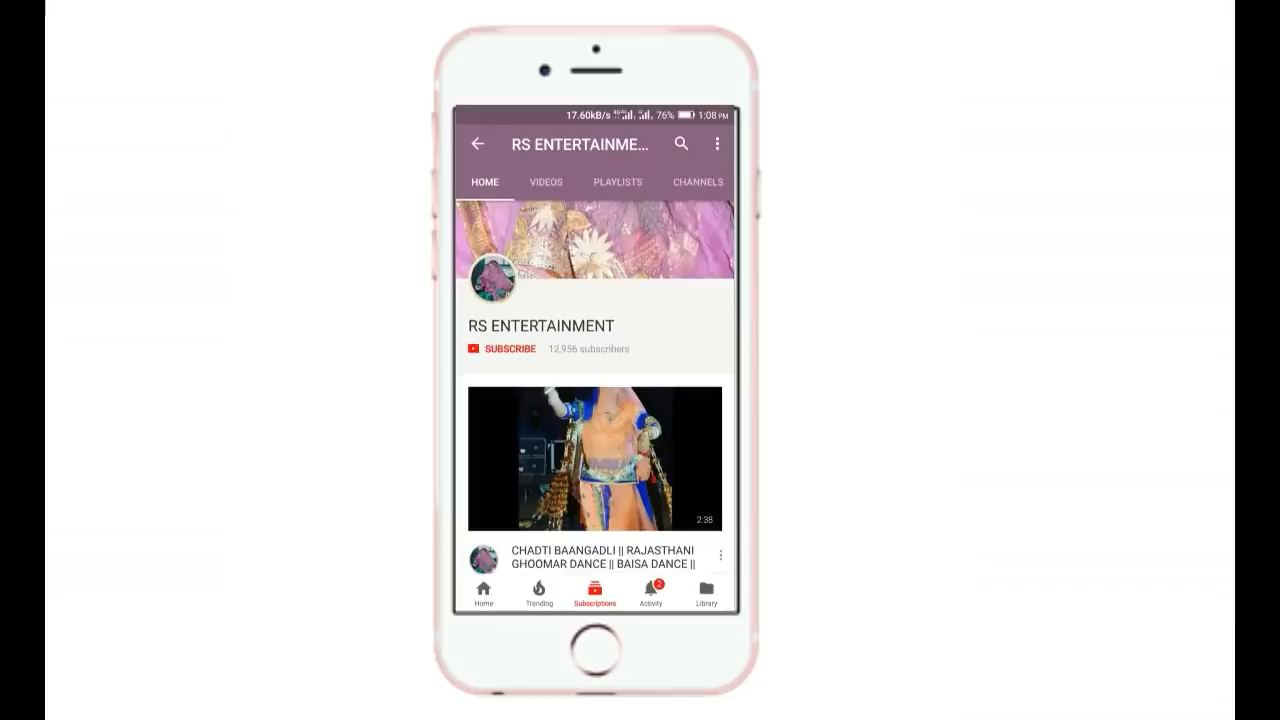 17.60kB/s 76% 1:08 PM
RS ENTERTAINME...
HOME VIDEOS PLAYLISTS CHANNELS
RS ENTERTAINMENT
SUBSCRIBE 12,956 subscribers
2:38
CHADTI BAANGADLI || RAJASTHANI
GHOOMAR DANCE || BAISA DANCE ||
2
Home Trending Subscriptions Activity Library